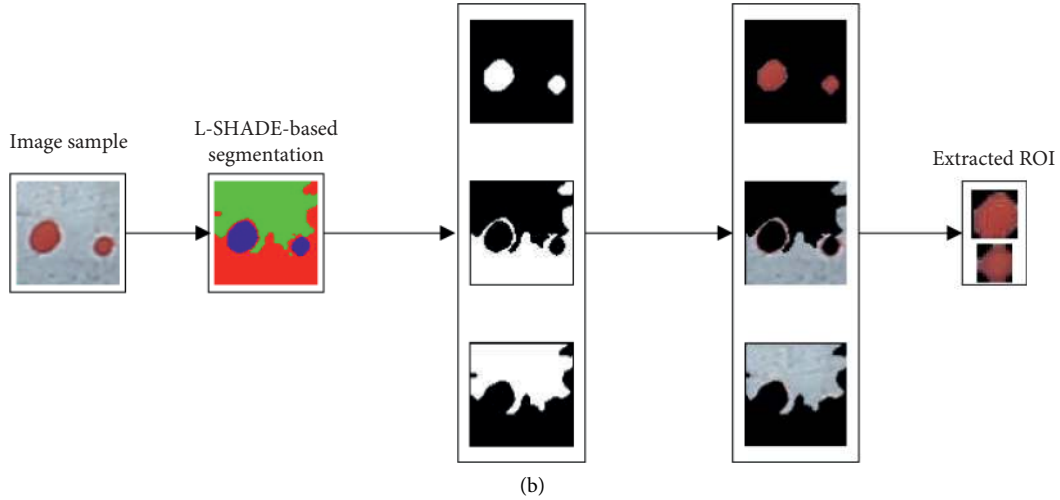 Image sample
L-SHADE-based
segmentation
Extracted ROI
(b)